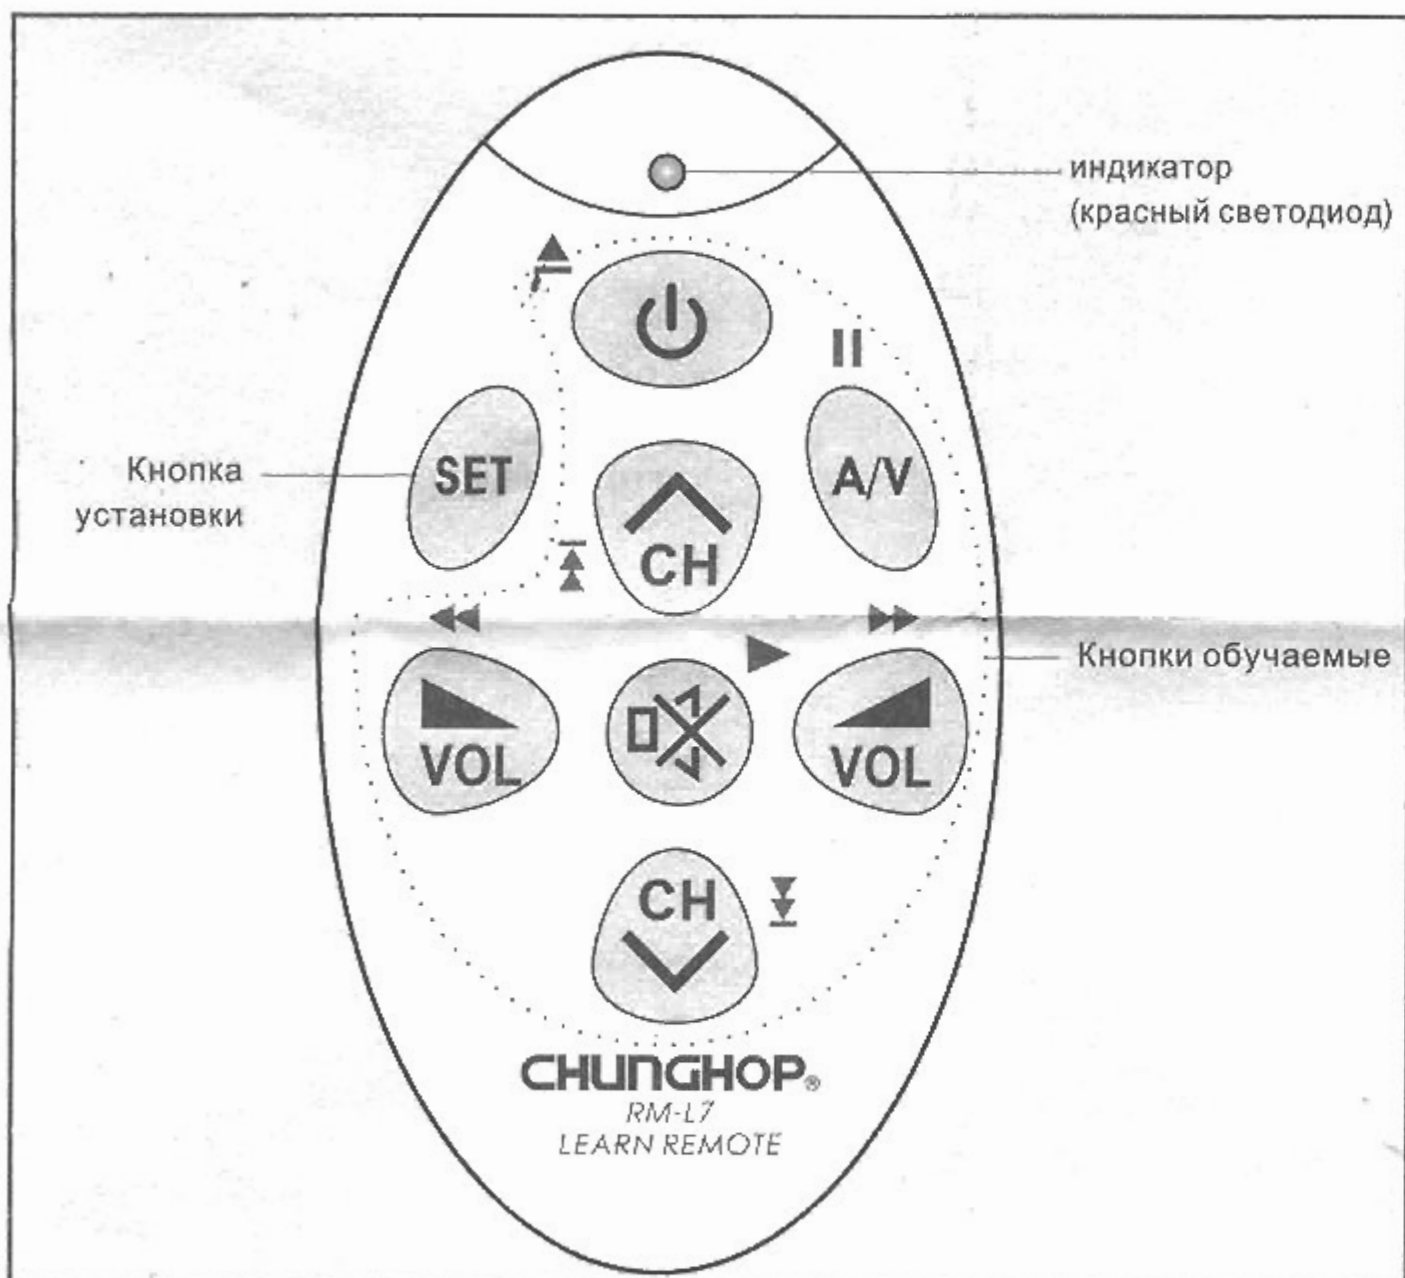 индикатор
(красный светодиод)
SET
A/V
Кнопка
установки
CH
Кнопки обучаемые
VOL
VOL
CH
CHUNGHOP®
RM-L7
LEARN REMOTE